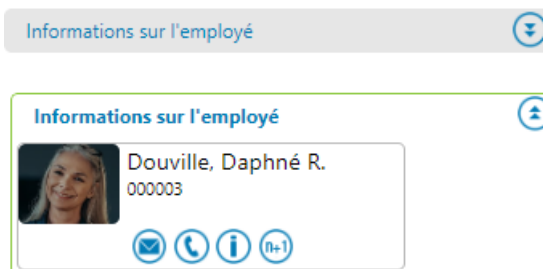 Informations sur l'employé
Informations sur l'employé
Douville, Daphné R.
000003
n+1